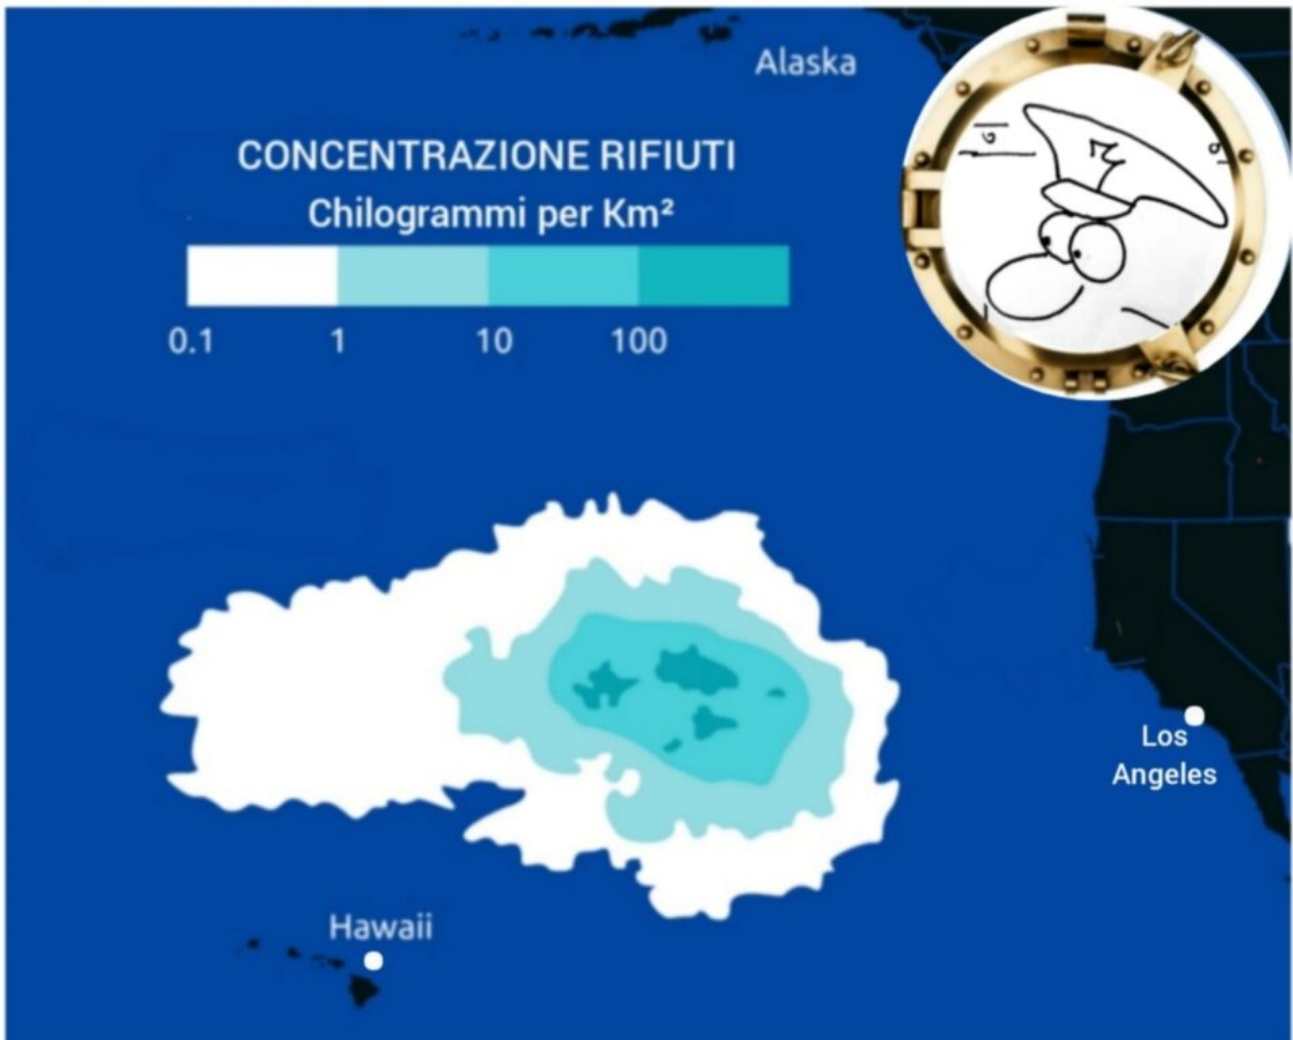 Alaska
CONCENTRAZIONE RIFIUTI
Chilogrammi per Km²
0.1 1 10 100
Los
Angeles
Hawaii